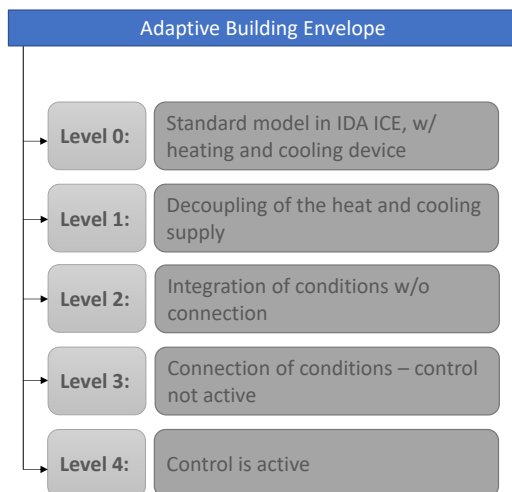 Adaptive Building Envelope
Level 0:
Standard model in IDA ICE, w/
heating and cooling device
Level 1:
Decoupling of the heat and cooling
supply
Level 2:
Integration of conditions w/o
connection
Level 3:
Connection of conditions – control
not active
Level 4:
Control is active